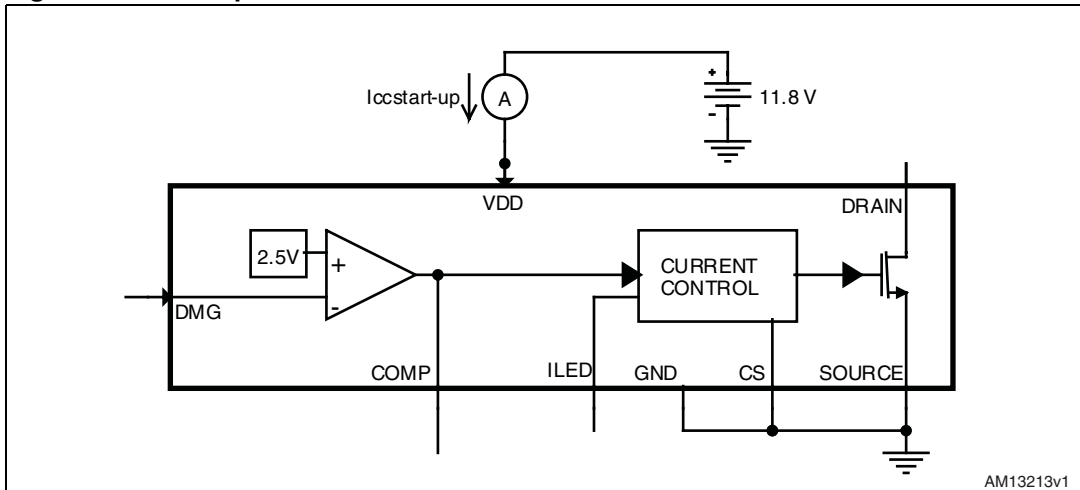 Iccstart-up
A
+
-
11.8 V
VDD
DRAIN
2.5V
+
-
CURRENT
CONTROL
DMG
COMP
ILED
GND
CS
SOURCE
AM13213v1